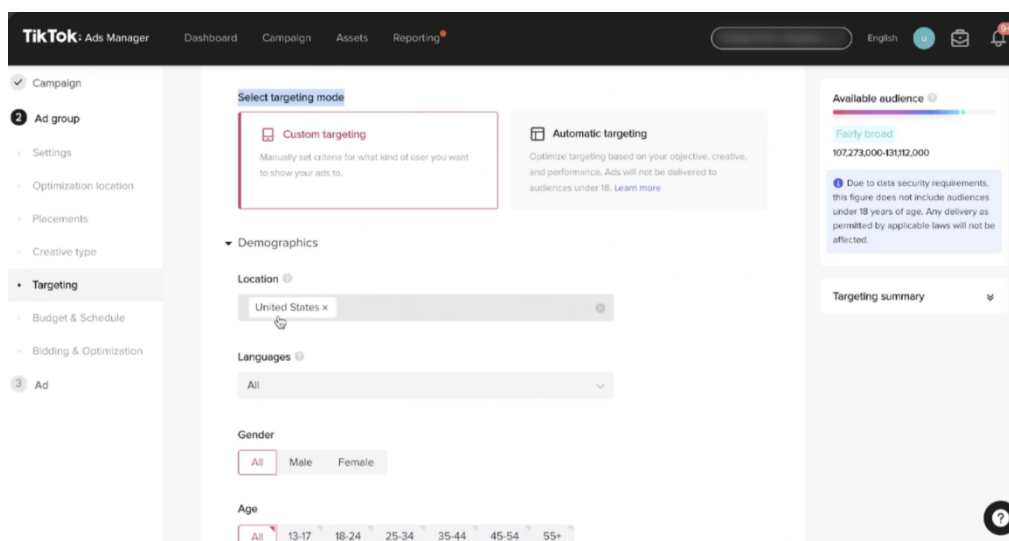 TikTok: Ads Manager
Dashboard
Campaign
Assets
Reporting
English
u
Campaign
2 Ad group
Settings
Optimization location
Placements
Creative type
Targeting
Budget & Schedule
Bidding & Optimization
3 Ad
Select targeting mode
Custom targeting
Manually set criteria for what kind of user you want
to show your ads to.
Automatic targeting
Optimize targeting based on your objective, creative,
and performance. Ads will not be delivered to
audiences under 18. Learn more
Demographics
Location ?
United States ×
Languages ?
All
Gender
All Male Female
Age
All 13-17 18-24 25-34 35-44 45-54 55+
Available audience ?
Fairly broad
107,273,000-131,112,000
Due to data security requirements,
this figure does not include audiences
under 18 years of age. Any delivery as
permitted by applicable laws will not be
affected.
Targeting summary
?